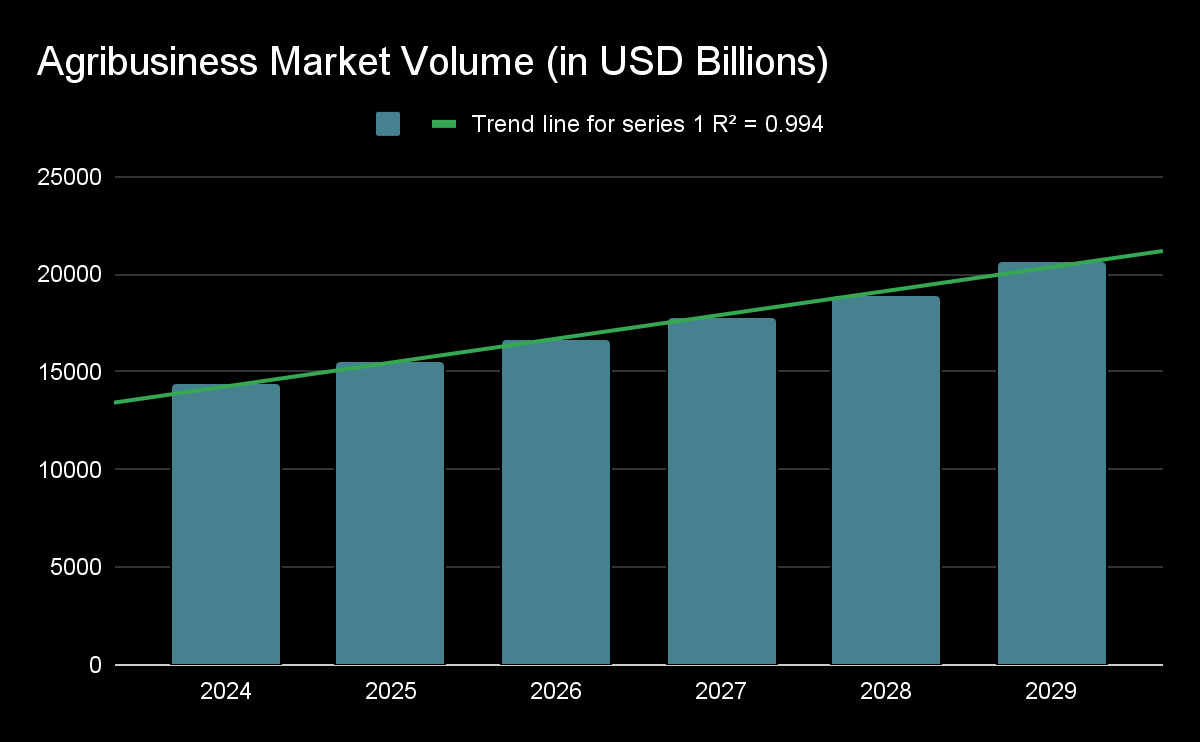 Agribusiness Market Volume (in USD Billions)
Trend line for series 1 R² = 0.994
25000
20000
15000
10000
5000
0
2024 2025 2026 2027 2028 2029